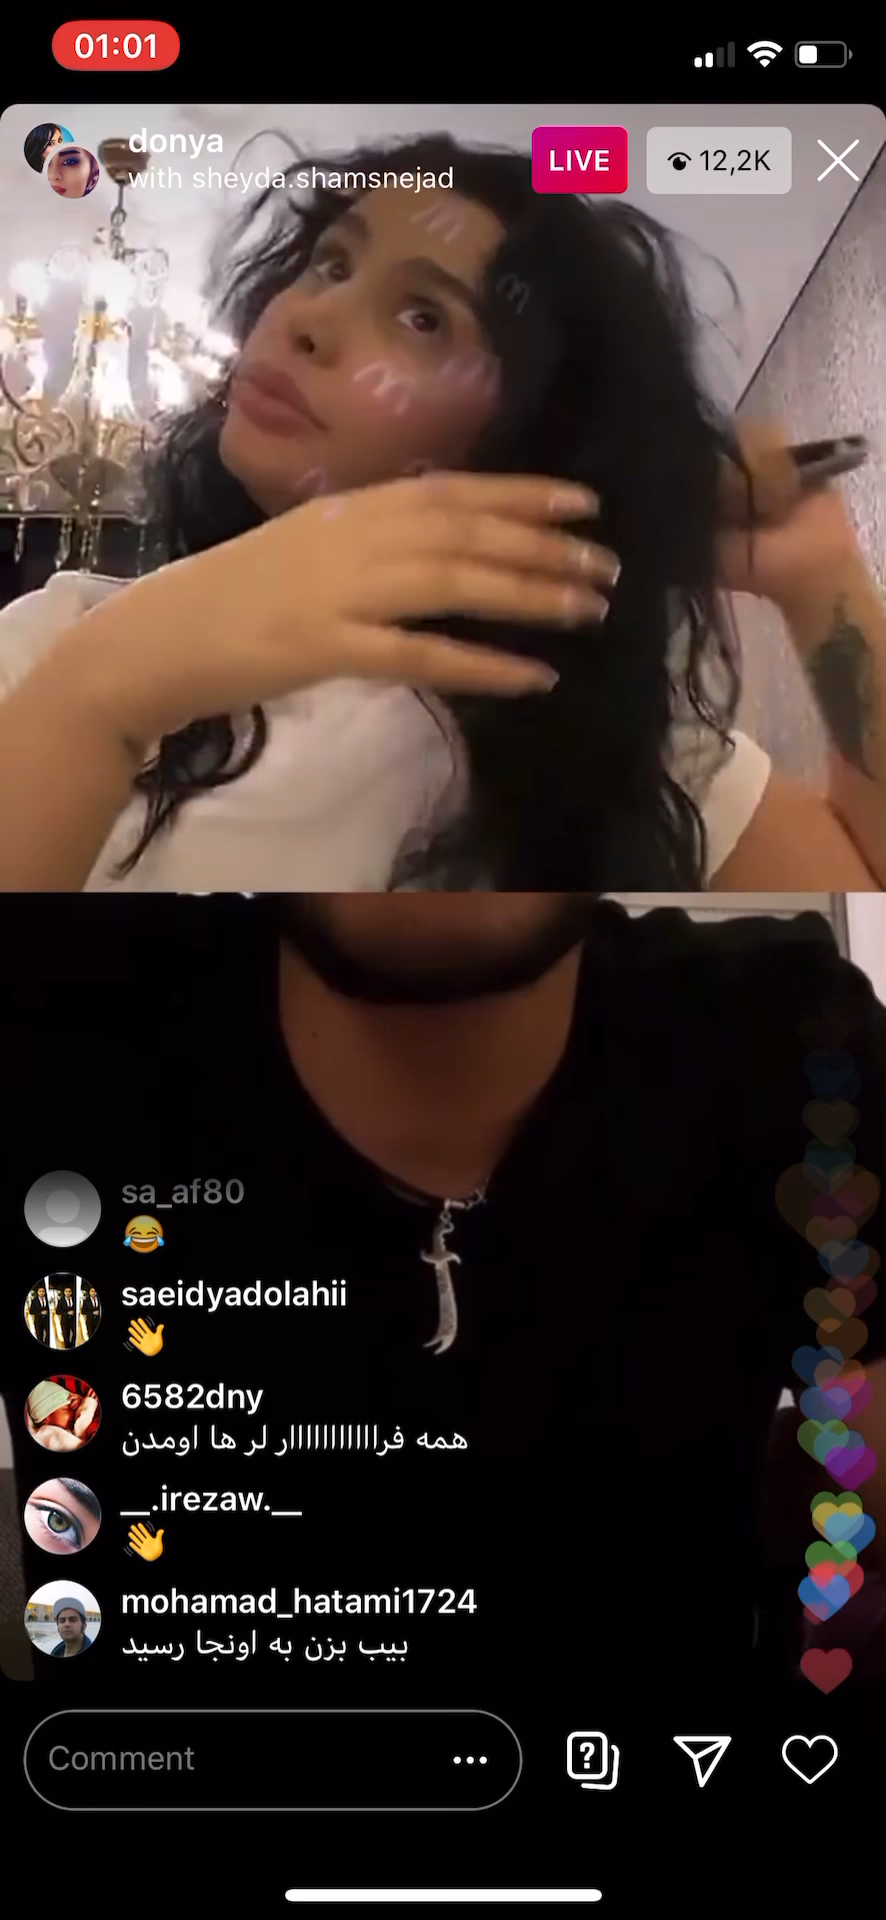 01:01
donya
with sheyda.shamsnejad
LIVE
12,2K
sa_af80
😂
saeidyadolahii
👋
6582dny
همه فرااااااااااار لر ها اومدن
__.irezaw.__
👋
mohamad_hatami1724
بیب بزن به اونجا رسید
Comment